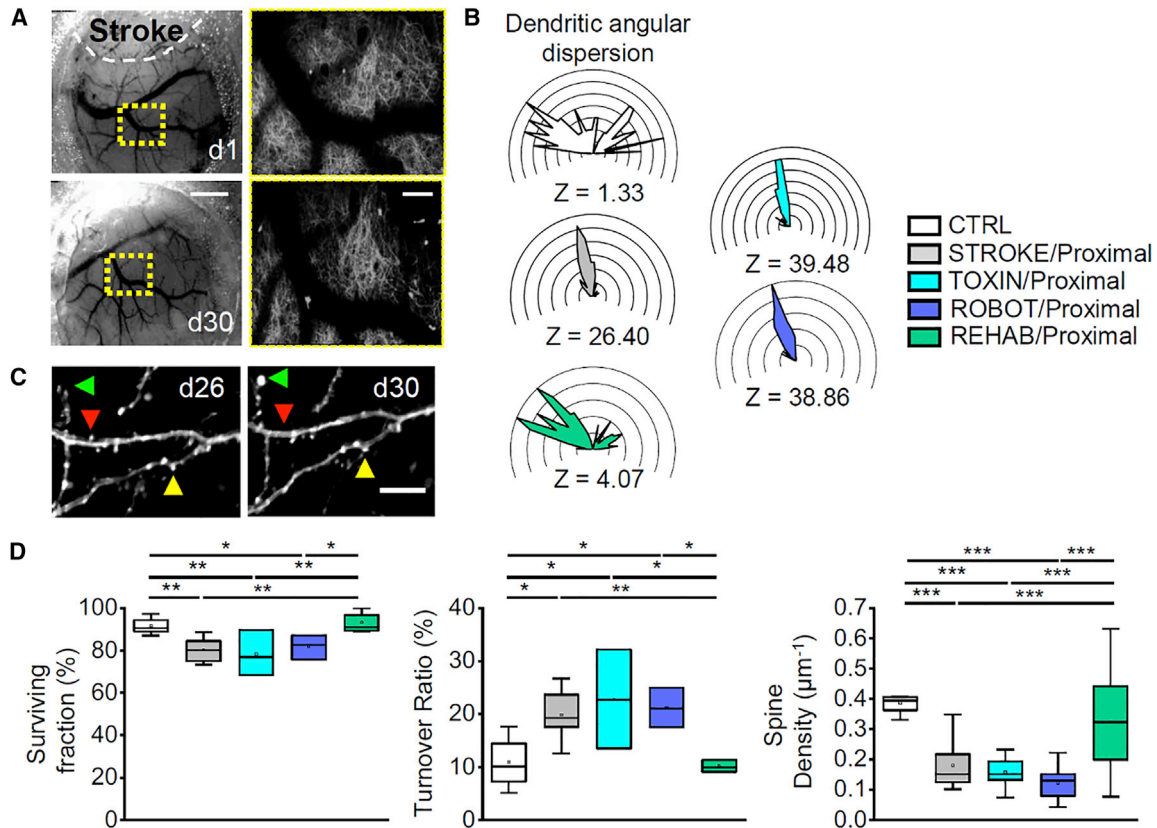 A
Stroke
d1
d30
B
Dendritic angular
dispersion
Z = 1.33
Z = 26.40
Z = 4.07
Z = 39.48
Z = 38.86
CTRL
STROKE/Proximal
TOXIN/Proximal
ROBOT/Proximal
REHAB/Proximal
C
d26
d30
D
* *
** **
** **
Surviving
fraction (%)
100
80
60
40
20
0
* *
* *
* **
Turnover Ratio (%)
40
30
20
10
0
*** ***
*** ***
*** ***
Spine
Density (µm⁻¹)
0.7
0.6
0.5
0.4
0.3
0.2
0.1
0